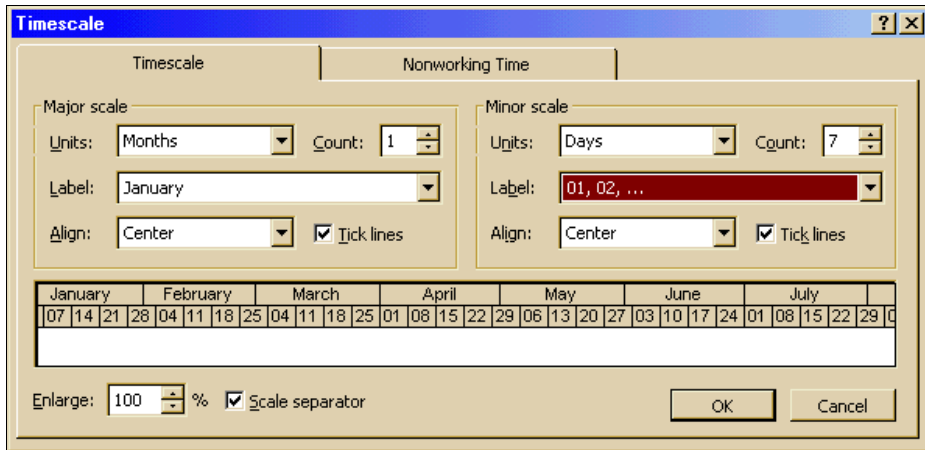 Timescale
Timescale Nonworking Time
Major scale Minor scale
Units: Months Count: 1 Units: Days Count: 7
Label: January Label: 01, 02, ...
Align: Center Tick lines Align: Center Tick lines
January February March April May June July
07 14 21 28 04 11 18 25 04 11 18 25 01 08 15 22 29 06 13 20 27 03 10 17 24 01 08 15 22 29
Enlarge: 100 % Scale separator OK Cancel